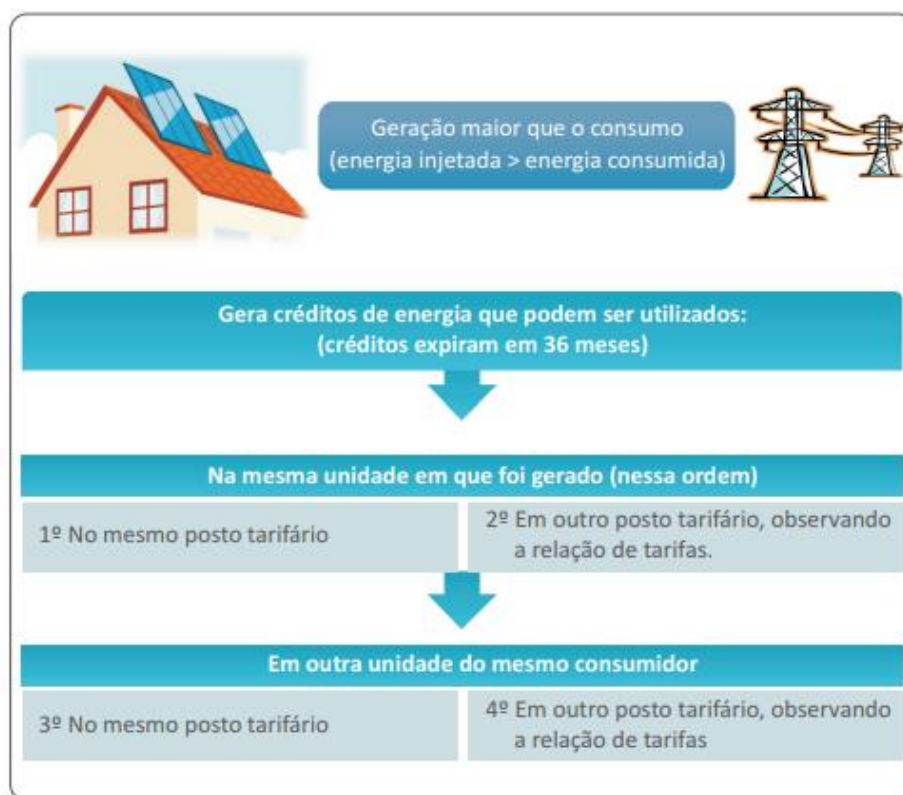 Geração maior que o consumo
(energia injetada > energia consumida)
Gera créditos de energia que podem ser utilizados:
(créditos expiram em 36 meses)
Na mesma unidade em que foi gerado (nessa ordem)
1º No mesmo posto tarifário
2º Em outro posto tarifário, observando
a relação de tarifas.
Em outra unidade do mesmo consumidor
3º No mesmo posto tarifário
4º Em outro posto tarifário, observando
a relação de tarifas